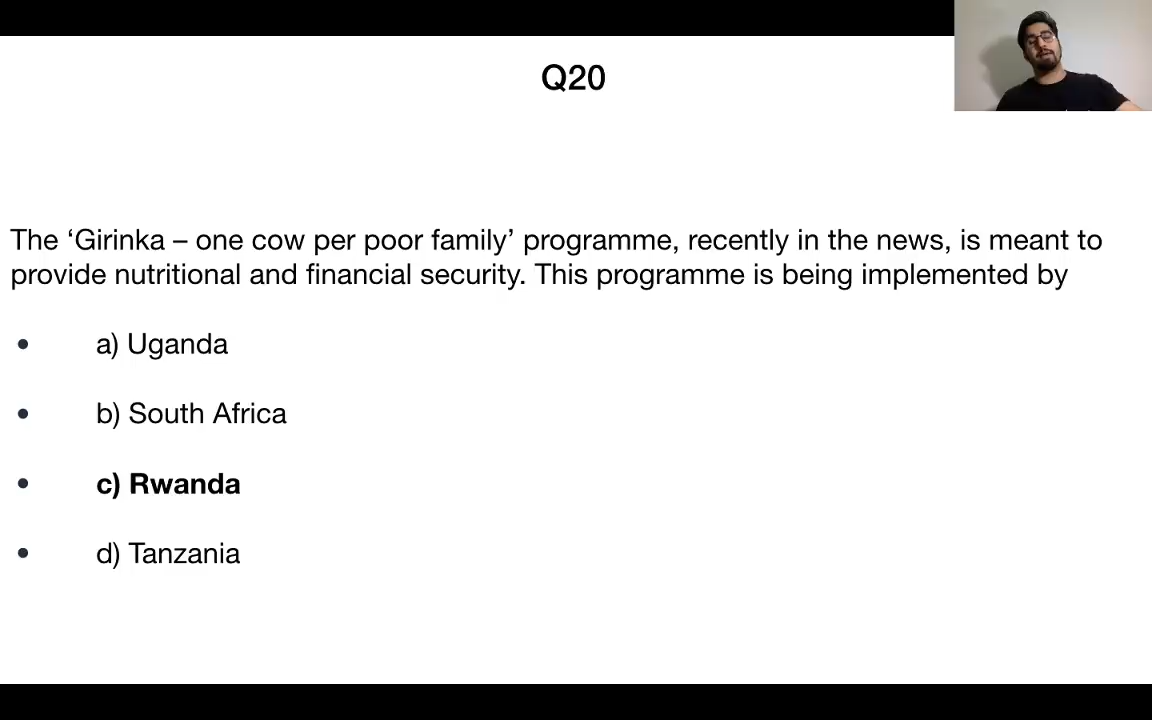 Q20
The ‘Girinka – one cow per poor family’ programme, recently in the news, is meant to
provide nutritional and financial security. This programme is being implemented by
• a) Uganda
• b) South Africa
• c) Rwanda
• d) Tanzania